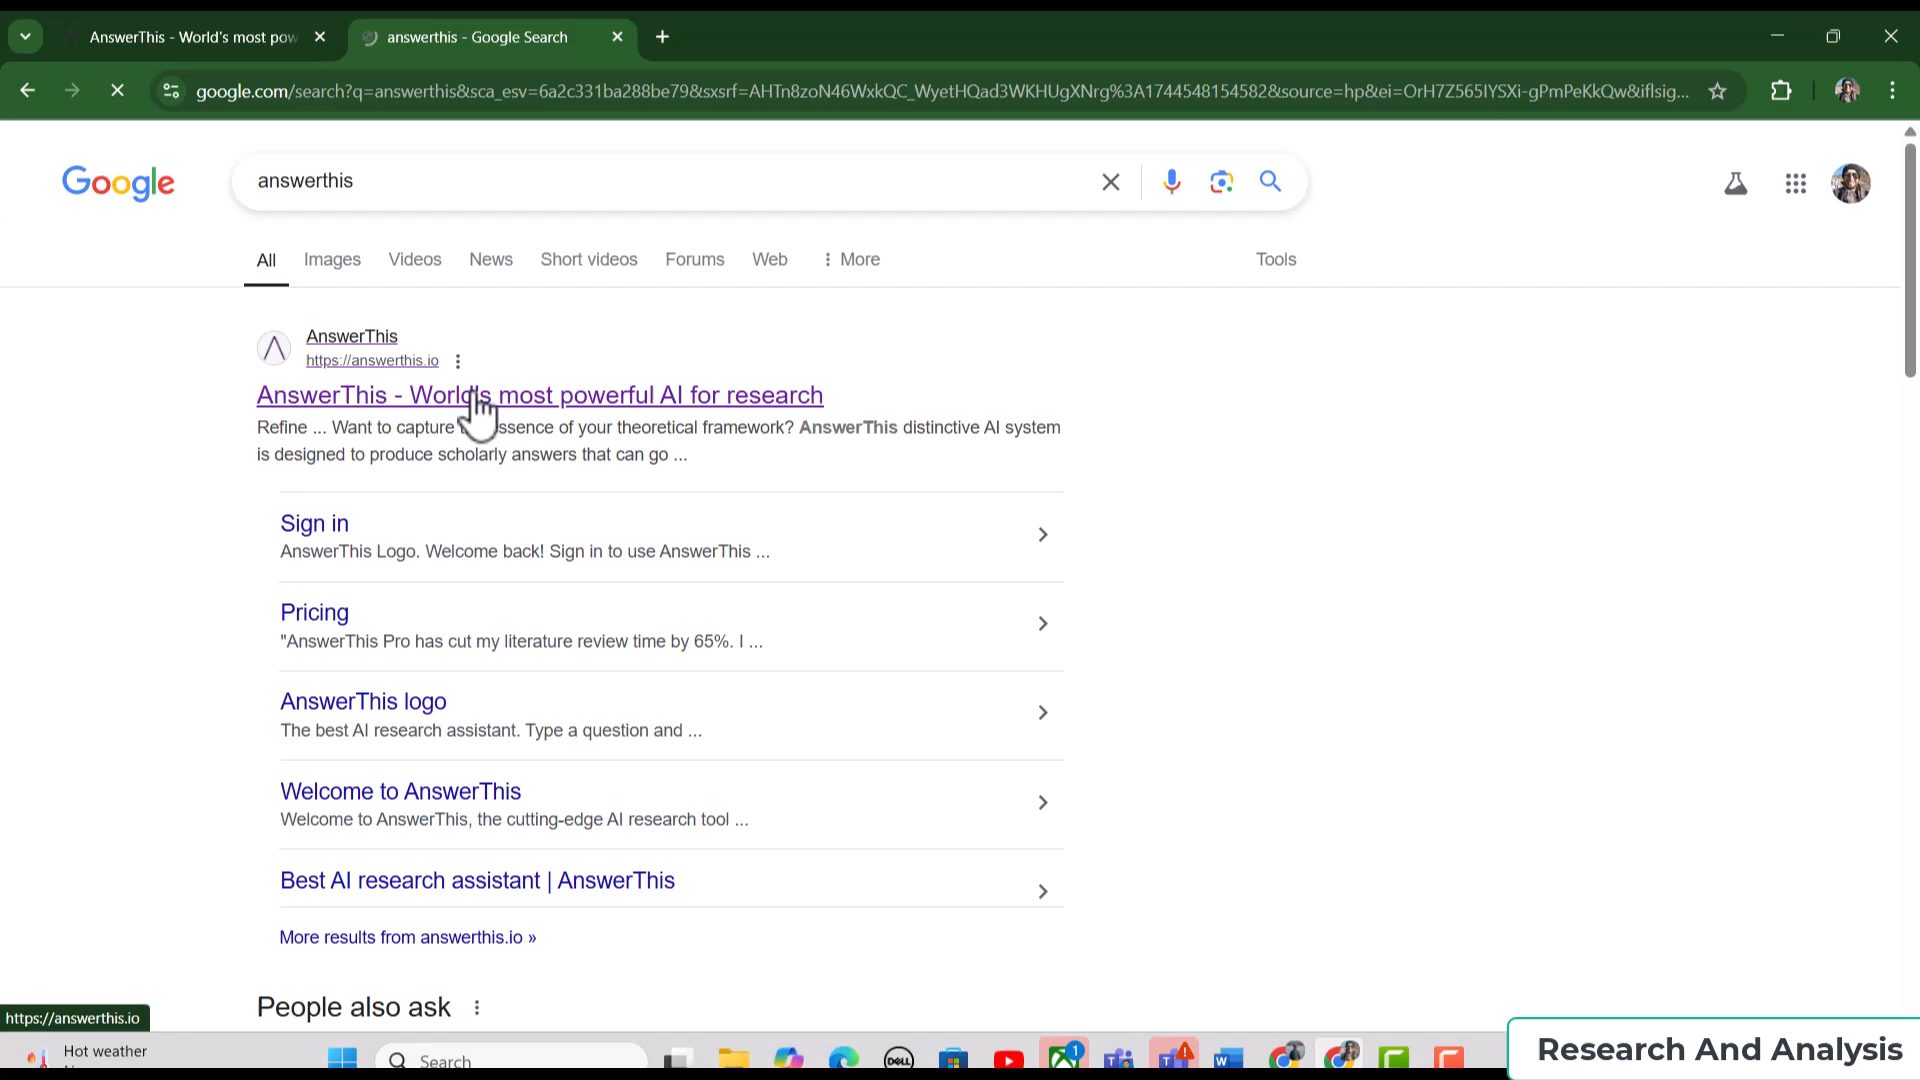 AnswerThis - World's most pow
answerthis - Google Search
google.com/search?q=answerthis&sca_esv=6a2c331ba288be79&sxsrf=AHTn8zoN46WxkQC_WyetHQad3WKHUgXNrg%3A1744548154582&source=hp&ei=OrH7Z565IYSXi-gPmPeKkQw&iflsig...
Google
answerthis
All Images Videos News Short videos Forums Web More Tools
AnswerThis
https://answerthis.io
AnswerThis - World's most powerful AI for research
Refine ... Want to capture ssence of your theoretical framework? AnswerThis distinctive AI system
is designed to produce scholarly answers that can go ...
Sign in
AnswerThis Logo. Welcome back! Sign in to use AnswerThis ...
Pricing
"AnswerThis Pro has cut my literature review time by 65%. I ...
AnswerThis logo
The best AI research assistant. Type a question and ...
Welcome to AnswerThis
Welcome to AnswerThis, the cutting-edge AI research tool ...
Best AI research assistant | AnswerThis
More results from answerthis.io »
People also ask
https://answerthis.io
Hot weather
Search
DELL
1
Research And Analysis